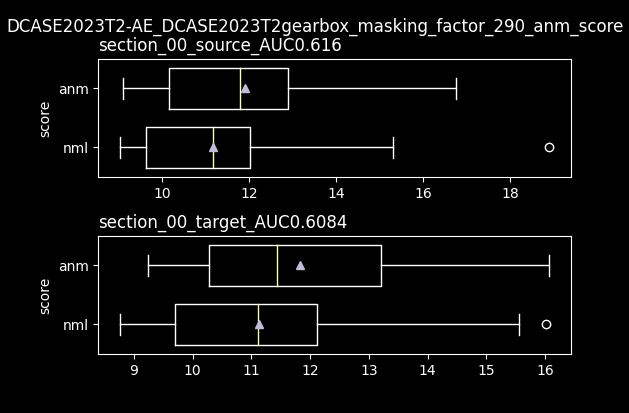 DCASE2023T2-AE_DCASE2023T2gearbox_masking_factor_290_anm_score
section_00_source_AUC0.616
score
anm
nml
10 12 14 16 18
section_00_target_AUC0.6084
score
anm
nml
9 10 11 12 13 14 15 16